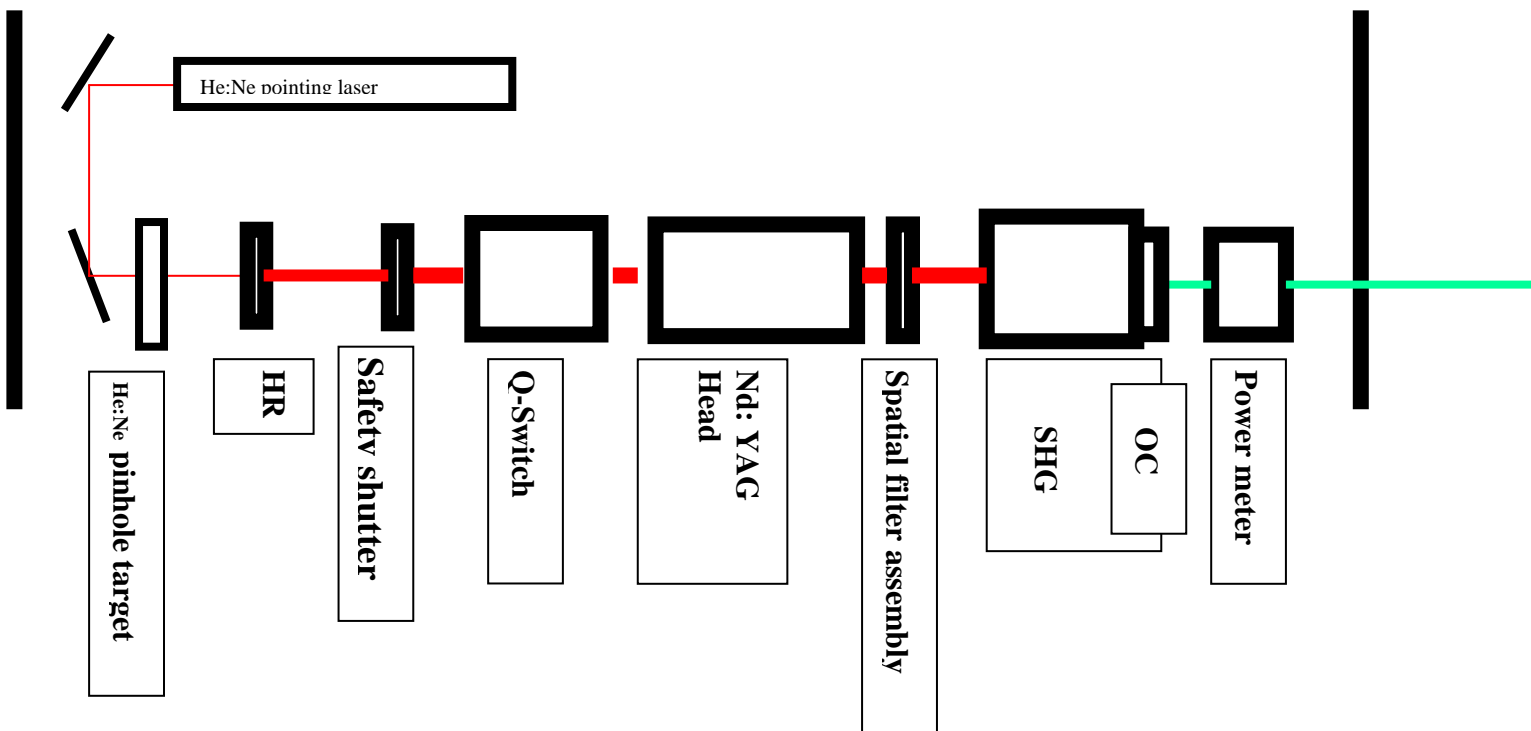 He:Ne pointing laser
He:Ne pinhole target
HR
Safety shutter
Q-Switch
Nd: YAG
Head
Spatial filter assembly
SHG
OC
Power meter